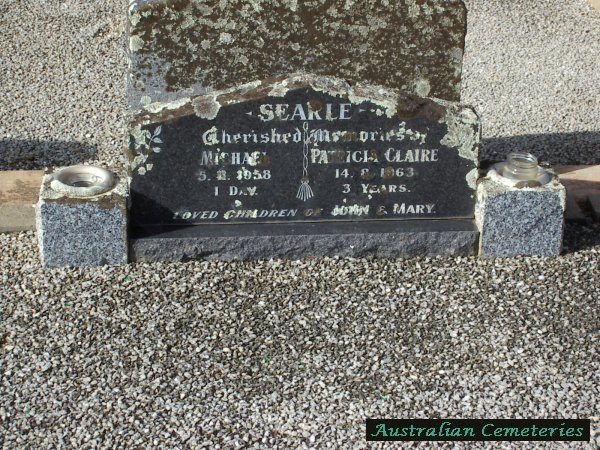 SEARLE
Cherished Memories of
MICHAEL PATRICIA CLAIRE
5.11.1958 14.8.1963
1 DAY. 3 YEARS.
LOVED CHILDREN OF JOHN & MARY.
Australian Cemeteries